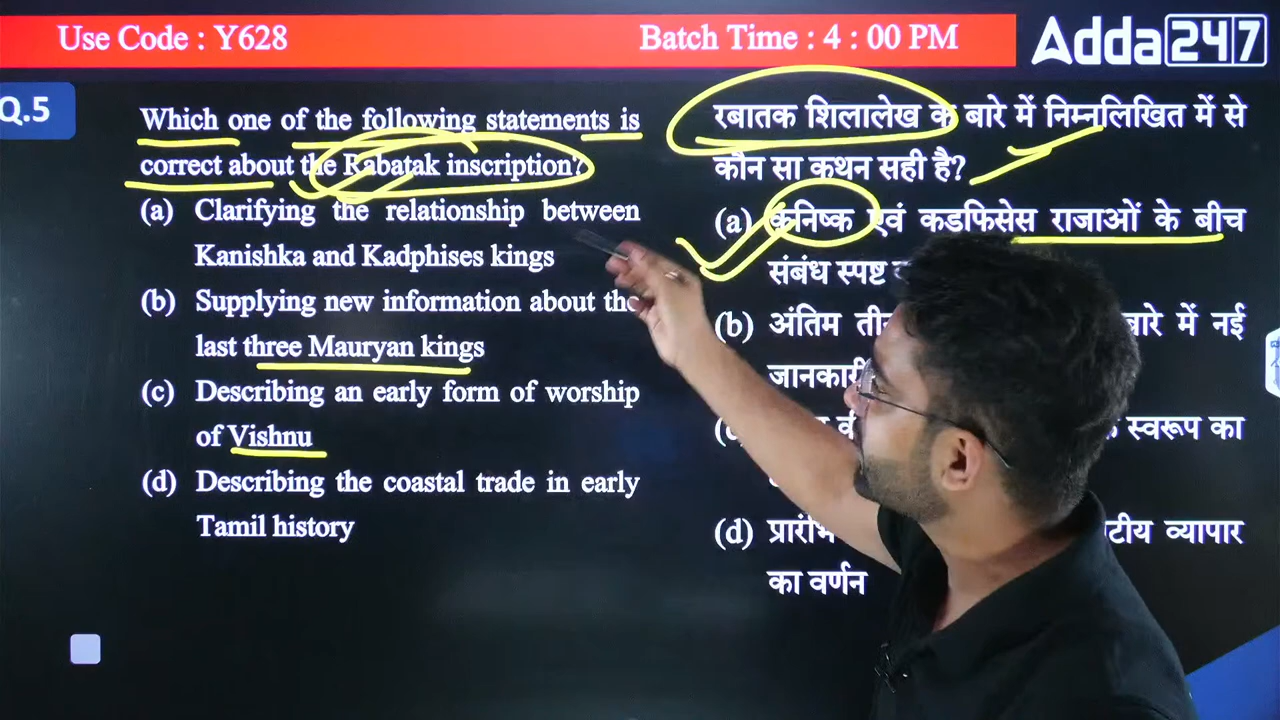 Use Code : Y628
Batch Time : 4 : 00 PM
Adda247
Q.5
Which one of the following statements is
correct about the Rabatak inscription?
(a) Clarifying the relationship between
Kanishka and Kadphises kings
(b) Supplying new information about the
last three Mauryan kings
(c) Describing an early form of worship
of Vishnu
(d) Describing the coastal trade in early
Tamil history
रबातक शिलालेख के बारे में निम्नलिखित में से
कौन सा कथन सही है?
(a) कनिष्क एवं कडफिसेस राजाओं के बीच
संबंध स्पष्ट
(b) अंतिम बारे में नई
जानकारी
स्वरूप का
(d)
व्यापार
का वर्णन